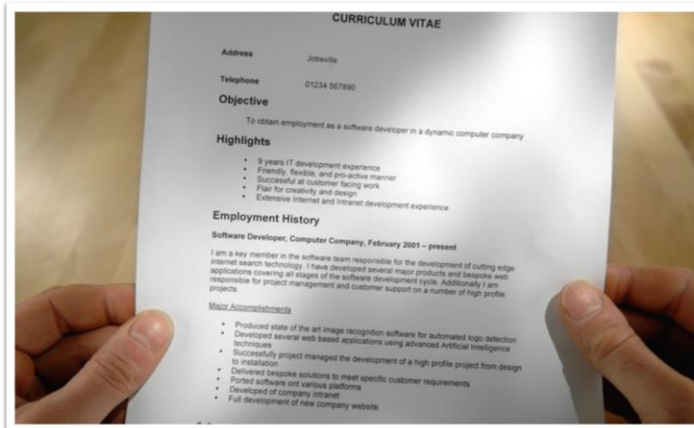 CURRICULUM VITAE
Address Jobsville
Telephone 01234 567890
Objective
To obtain employment as a software developer in a dynamic computer company
Highlights
• 9 years IT development experience
• Friendly, flexible, and pro-active manner
• Successful at customer facing work
• Flair for creativity and design
• Extensive Internet and Intranet development experience
Employment History
Software Developer, Computer Company, February 2001 – present
I am a key member in the software team responsible for the development of cutting edge
internet search technology. I have developed several major products and bespoke web
applications covering all stages of the software development cycle. Additionally I am
responsible for project management and customer support on a number of high profile
projects.
Major Accomplishments
• Produced state of the art image recognition software for automated logo detection
• Developed several web based applications using advanced Artificial Intelligence
techniques
• Successfully project managed the development of a high profile project from design
to installation
• Delivered bespoke solutions to meet specific customer requirements
• Ported software ont various platforms
• Developed of company intranet
• Full development of new company website